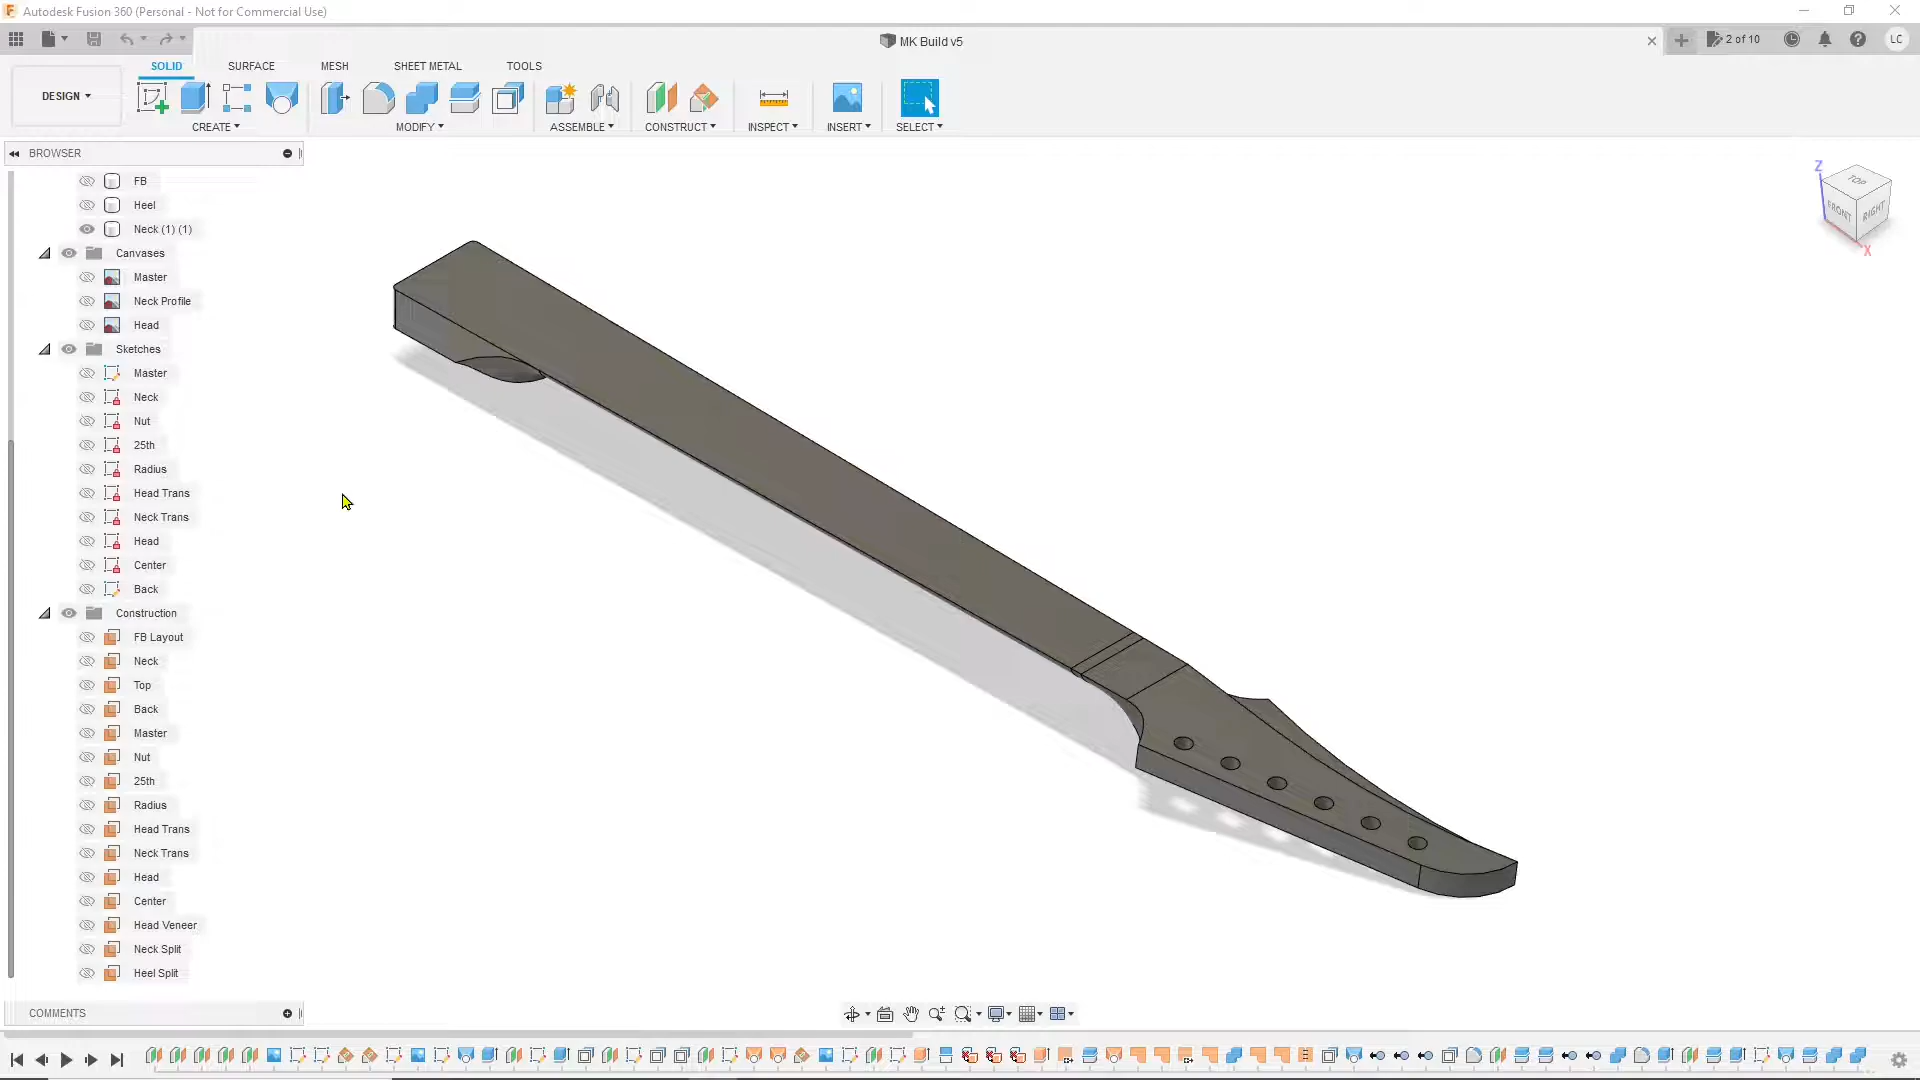 Autodesk Fusion 360 (Personal - Not for Commercial Use)
MK Build v5
2 of 10
LC
DESIGN
SOLID SURFACE MESH SHEET METAL TOOLS
CREATE MODIFY ASSEMBLE CONSTRUCT INSPECT INSERT SELECT
BROWSER
FB
Heel
Neck (1) (1)
Canvases
Master
Neck Profile
Head
Sketches
Master
Neck
Nut
25th
Radius
Head Trans
Neck Trans
Head
Center
Back
Construction
FB Layout
Neck
Top
Back
Master
Nut
25th
Radius
Head Trans
Neck Trans
Head
Center
Head Veneer
Neck Split
Heel Split
COMMENTS
Z
TOP
FRONT
RIGHT
X